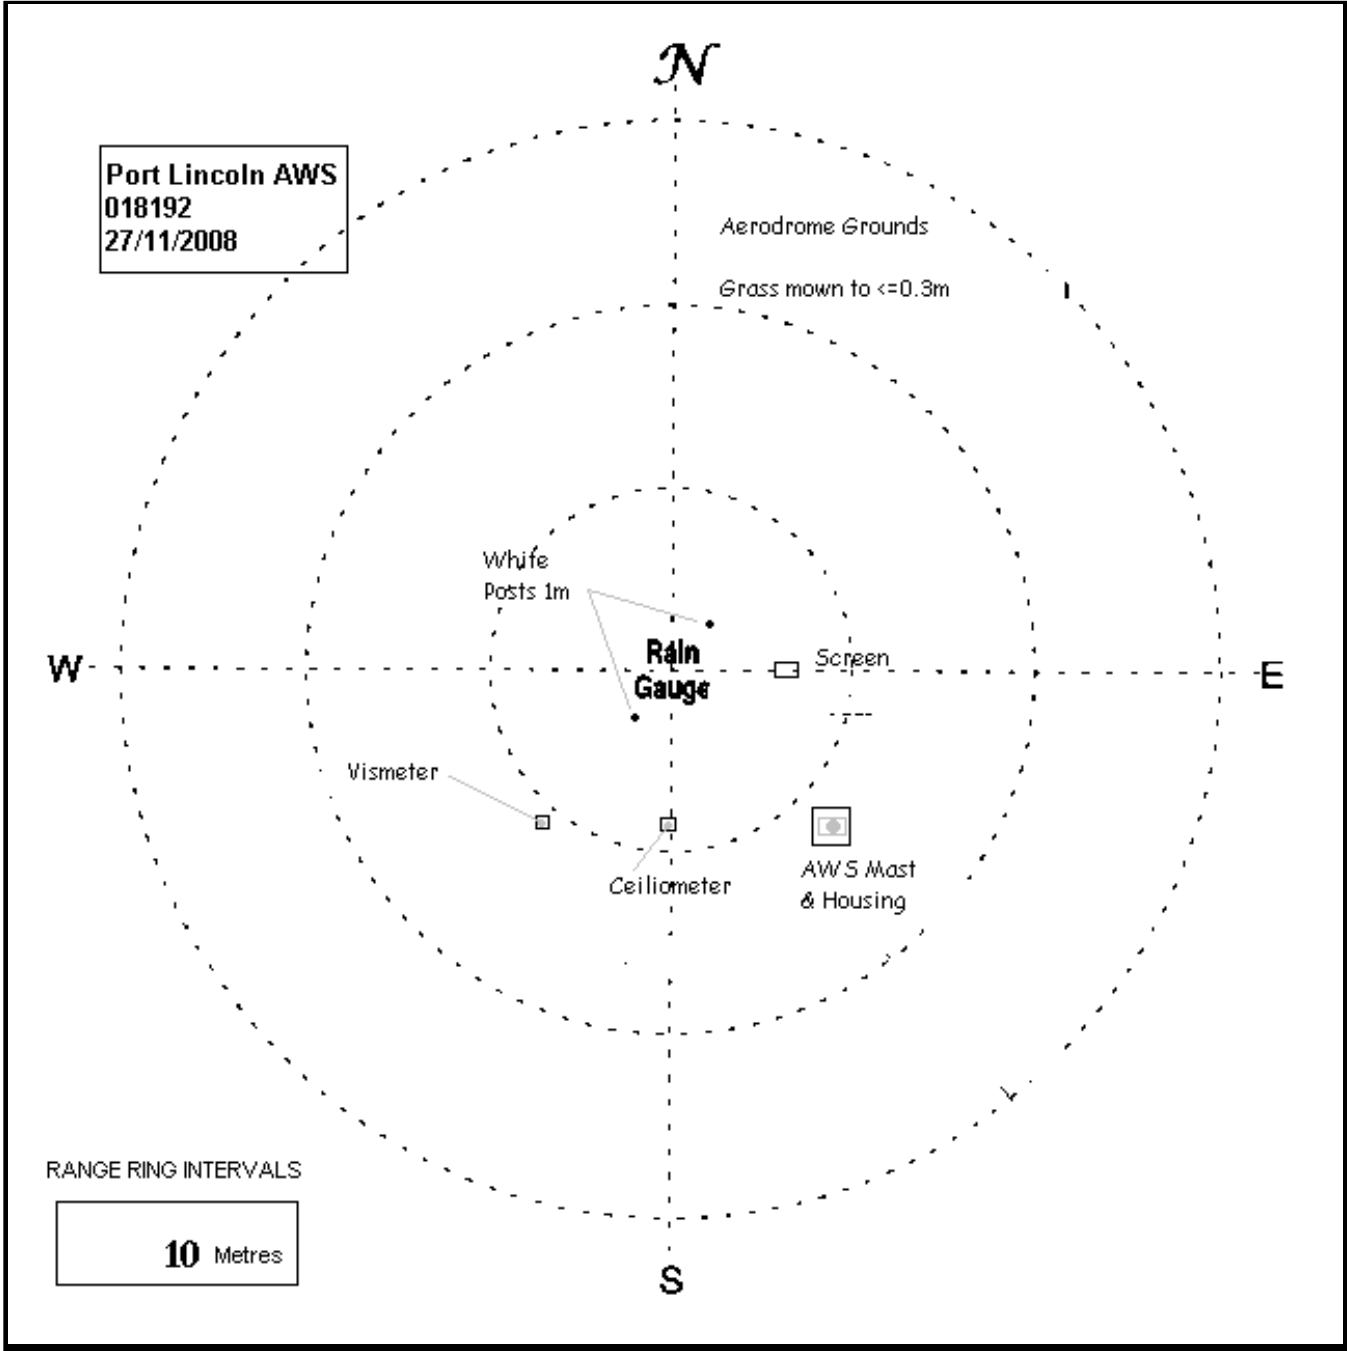 N
Port Lincoln AWS
018192
27/11/2008
Aerodrome Grounds
Grass mown to <=0.3m
White
Posts 1m
Rain
Gauge
Screen
W
E
Vismeter
Ceiliometer
AWS Mast
& Housing
RANGE RING INTERVALS
10 Metres
S